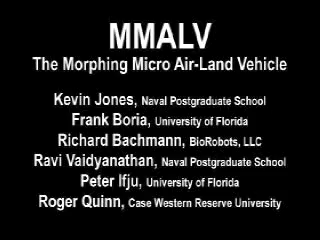 MMALV
The Morphing Micro Air-Land Vehicle
Kevin Jones, Naval Postgraduate School
Frank Boria, University of Florida
Richard Bachmann, BioRobots, LLC
Ravi Vaidyanathan, Naval Postgraduate School
Peter Ifju, University of Florida
Roger Quinn, Case Western Reserve University